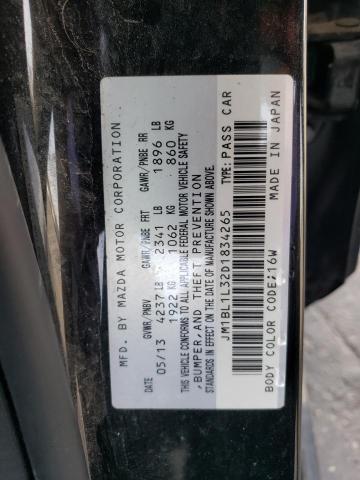 MFD. BY MAZDA MOTOR CORPORATION
DATE GVWR/PNBV GAWR/PNBE FRT GAWR/PNBE RR
05/13 4237 LB 2341 LB 1896 LB
1922 KG 1062 KG 860 KG
THIS VEHICLE CONFORMS TO ALL APPLICABLE FEDERAL MOTOR VEHICLE SAFETY
, BUMPER, AND THEFT PREVENTION
STANDARDS IN EFFECT ON THE DATE OF MANUFACTURE SHOWN ABOVE.
JM1BL1L32D1834265 TYPE:PASS CAR
BODY COLOR CODE:16W MADE IN JAPAN